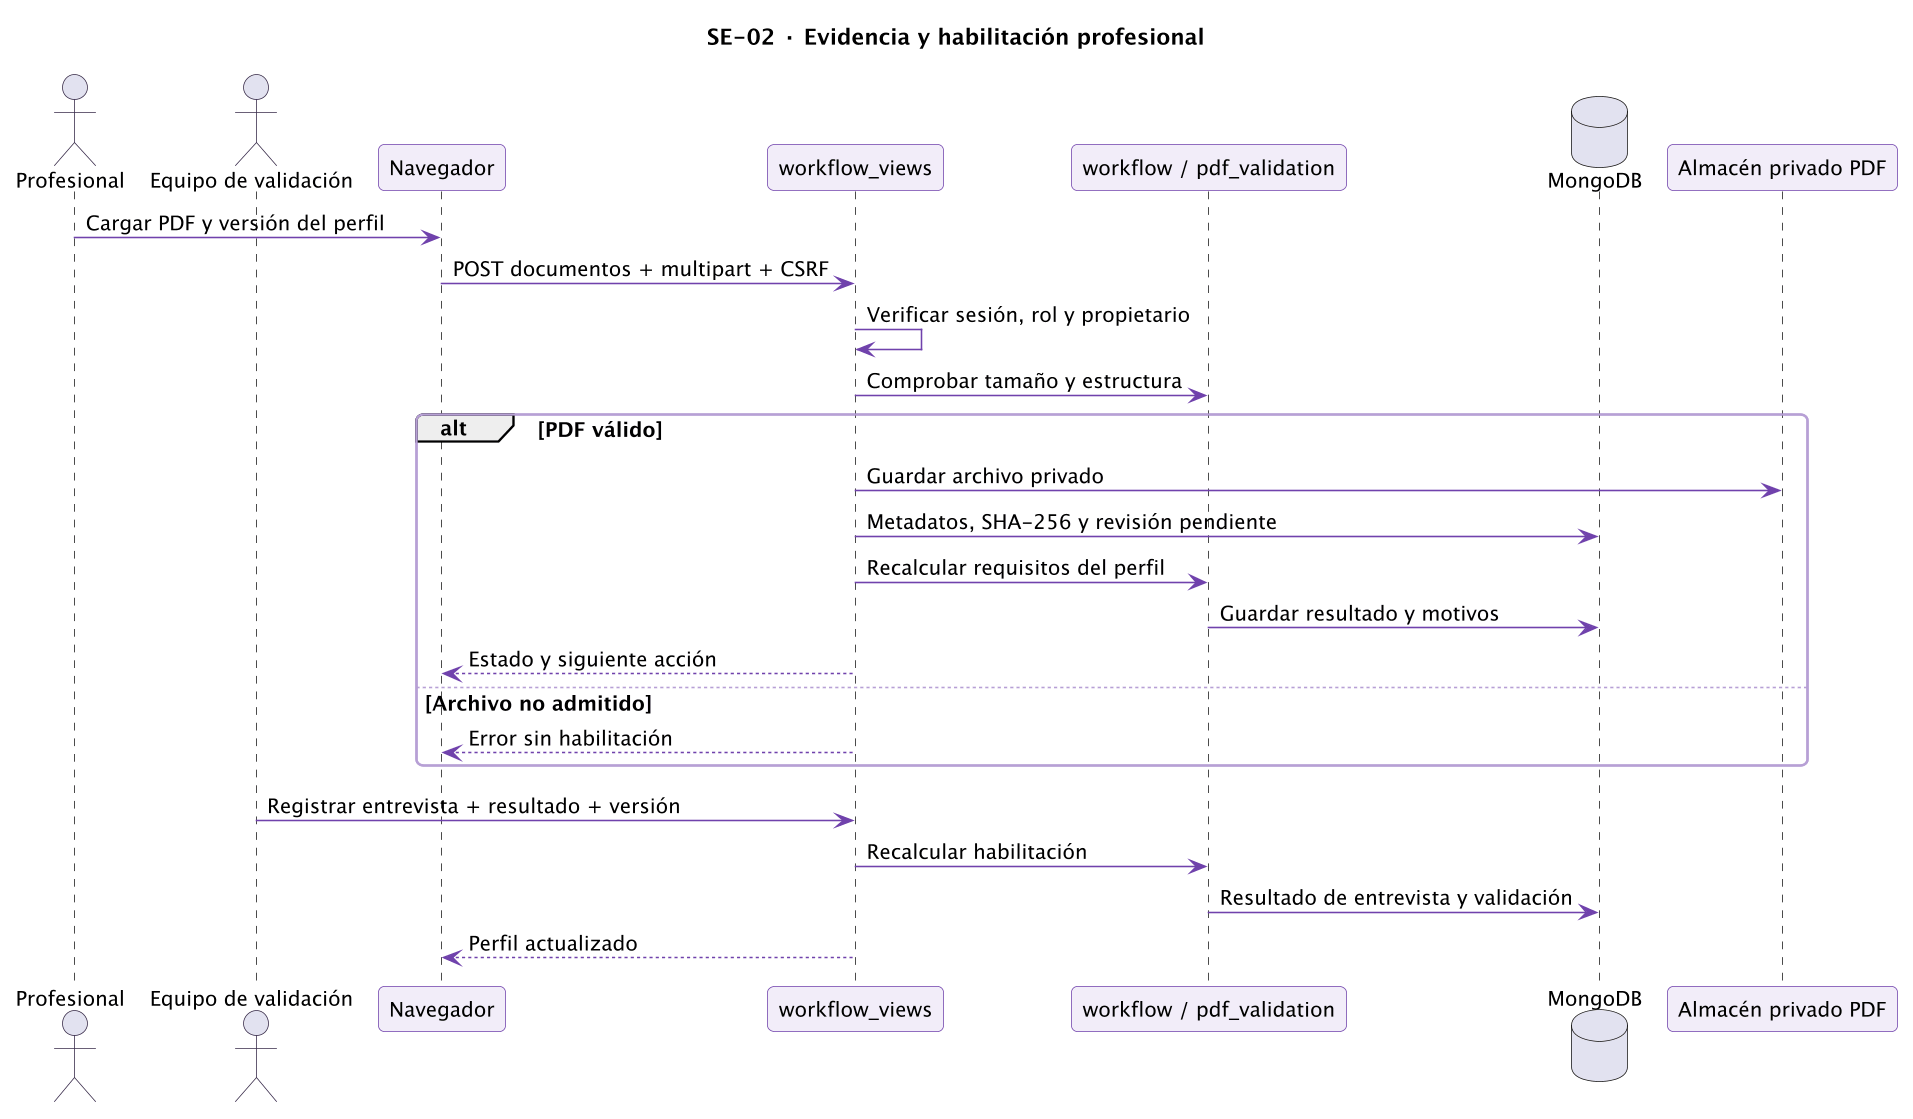 SE-02 · Evidencia y habilitación profesional
Profesional
Equipo de validación
Navegador
workflow_views
workflow / pdf_validation
MongoDB
Almacén privado PDF
Cargar PDF y versión del perfil
POST documentos + multipart + CSRF
Verificar sesión, rol y propietario
Comprobar tamaño y estructura
alt
[PDF válido]
Guardar archivo privado
Metadatos, SHA-256 y revisión pendiente
Recalcular requisitos del perfil
Guardar resultado y motivos
Estado y siguiente acción
[Archivo no admitido]
Error sin habilitación
Registrar entrevista + resultado + versión
Recalcular habilitación
Resultado de entrevista y validación
Perfil actualizado
Profesional
Equipo de validación
Navegador
workflow_views
workflow / pdf_validation
MongoDB
Almacén privado PDF